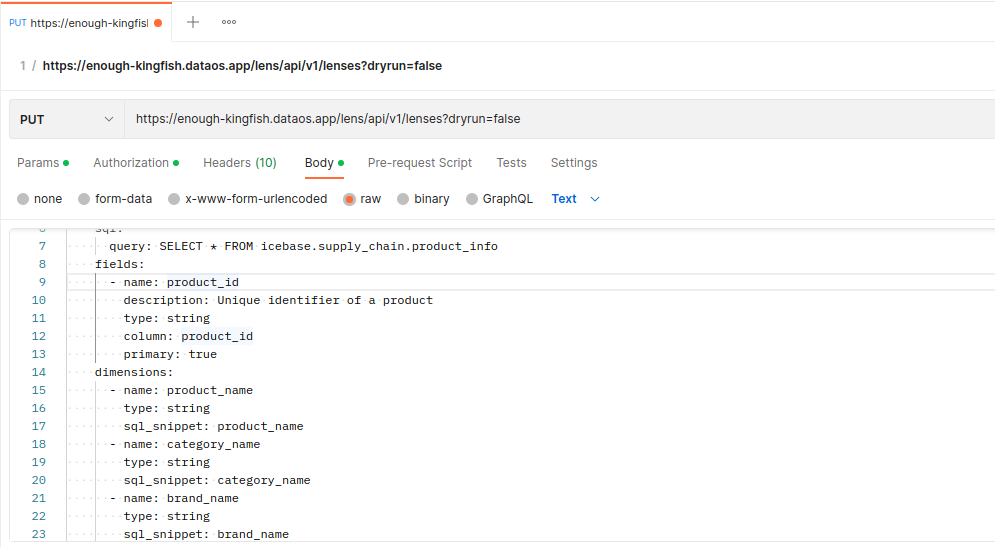 PUT https://enough-kingfisl
1 / https://enough-kingfish.dataos.app/lens/api/v1/lenses?dryrun=false
PUT https://enough-kingfish.dataos.app/lens/api/v1/lenses?dryrun=false
Params Authorization Headers (10) Body Pre-request Script Tests Settings
none form-data x-www-form-urlencoded raw binary GraphQL Text
6 sql:
7 query: SELECT * FROM icebase.supply_chain.product_info
8 fields:
9 - name: product_id
10 description: Unique identifier of a product
11 type: string
12 column: product_id
13 primary: true
14 dimensions:
15 - name: product_name
16 type: string
17 sql_snippet: product_name
18 - name: category_name
19 type: string
20 sql_snippet: category_name
21 - name: brand_name
22 type: string
23 sql_snippet: brand_name